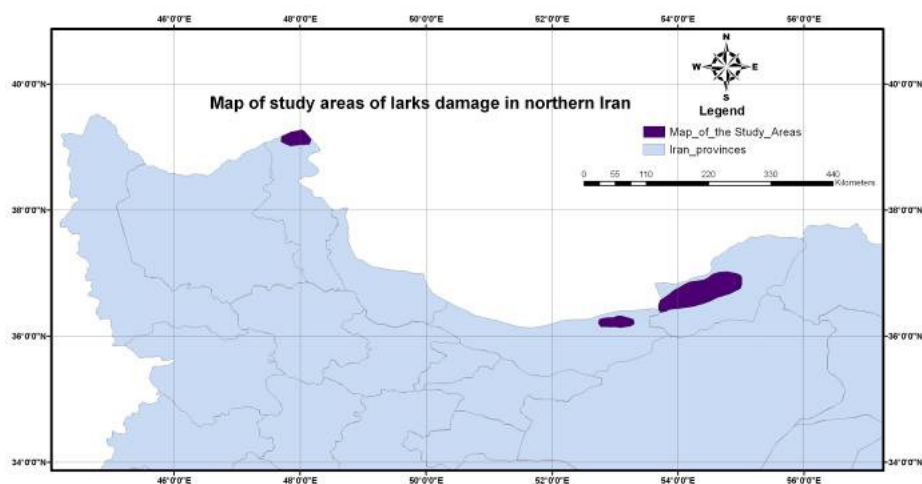 46°0'0"E 48°0'0"E 50°0'0"E 52°0'0"E 54°0'0"E 56°0'0"E
N
W E
S
40°0'0"N 40°0'0"N
Map of study areas of larks damage in northern Iran
Legend
Map_of_the Study_Areas
Iran_provinces
0 55 110 220 330 440
Kilometers
38°0'0"N 38°0'0"N
36°0'0"N 36°0'0"N
34°0'0"N 34°0'0"N
46°0'0"E 48°0'0"E 50°0'0"E 52°0'0"E 54°0'0"E 56°0'0"E